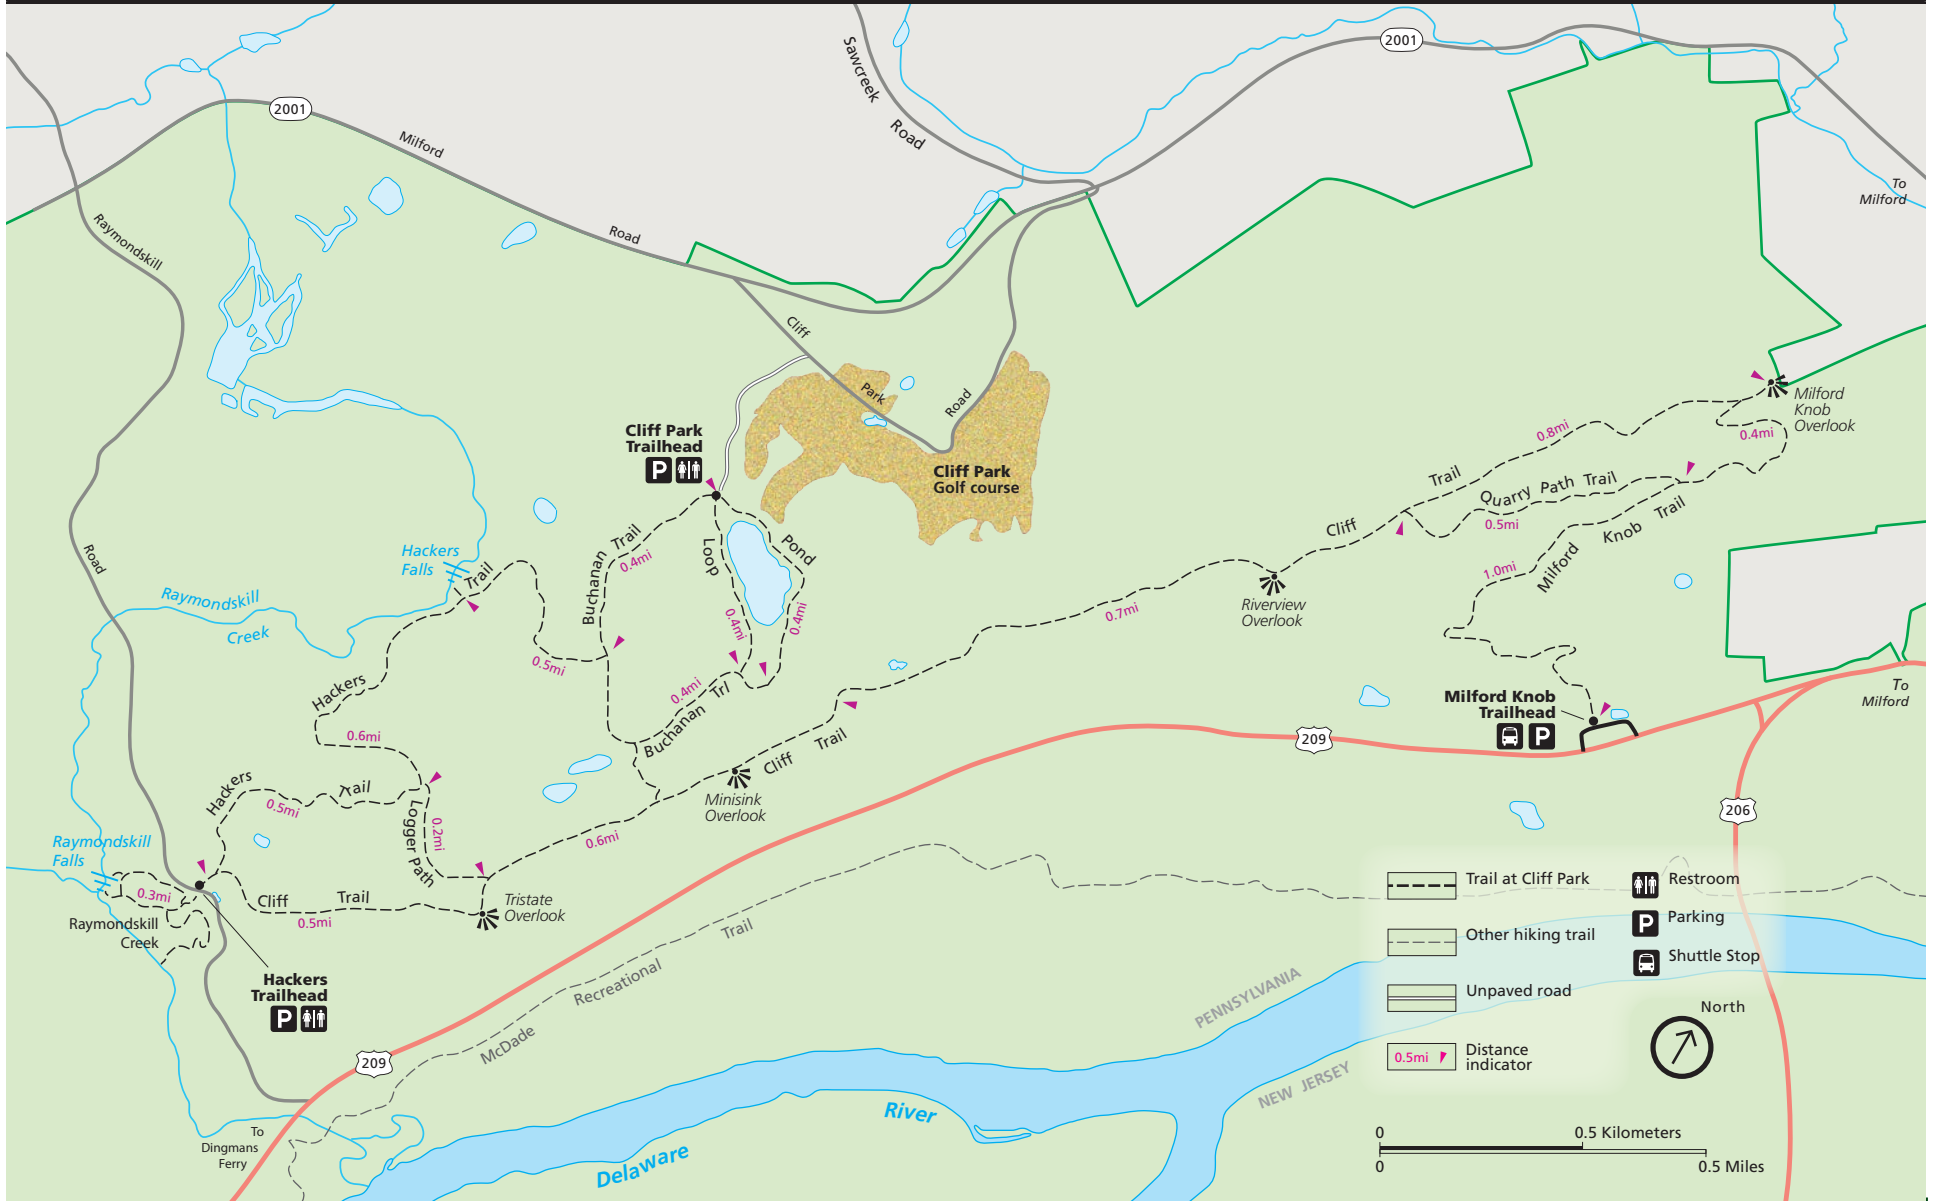 2001
Sawcreek
Road
2001
Milford
Road
Raymondskill
Road
To
Milford
Cliff
Park
Road
Cliff Park
Trailhead
P
Cliff Park
Golf course
Milford
Knob
Overlook
0.8mi
0.4mi
Trail
Quarry Path Trail
0.5mi
Cliff
Milford Knob Trail
1.0mi
Hackers
Falls
Trail
Buchanan Trail
0.4mi
Loop
Pond
0.4mi
0.4mi
Raymondskill
Creek
0.5mi
Riverview
Overlook
0.7mi
Hackers
0.4mi
Buchanan Trl
0.6mi
Milford Knob
Trailhead
P
To
Milford
209
206
Cliff Trail
Minisink
Overlook
Hackers Trail
0.5mi
Logger Path
0.2mi
0.6mi
Raymondskill
Falls
0.3mi
Raymondskill
Creek
Cliff Trail
0.5mi
Tristate
Overlook
Hackers
Trailhead
P
209
McDade Recreational Trail
To
Dingmans
Ferry
Delaware River
PENNSYLVANIA
NEW JERSEY
Trail at Cliff Park
Other hiking trail
Unpaved road
0.5mi
Distance
indicator
Restroom
P
Parking
Shuttle Stop
North
0 0.5 Kilometers
0 0.5 Miles